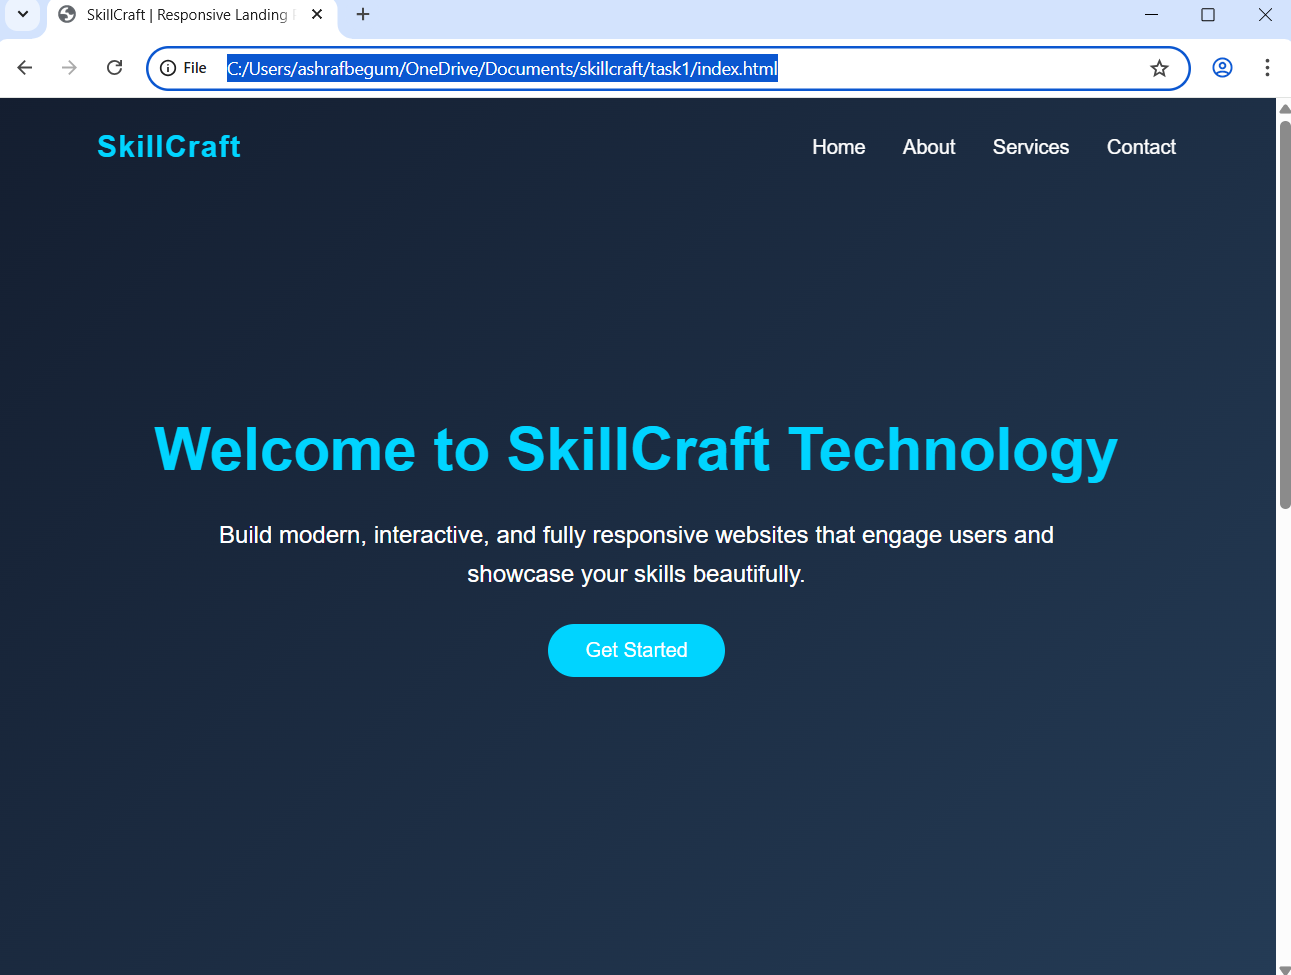 SkillCraft | Responsive Landing
File C:/Users/ashrafbegum/OneDrive/Documents/skillcraft/task1/index.html
SkillCraft Home About Services Contact
Welcome to SkillCraft Technology
Build modern, interactive, and fully responsive websites that engage users and
showcase your skills beautifully.
Get Started